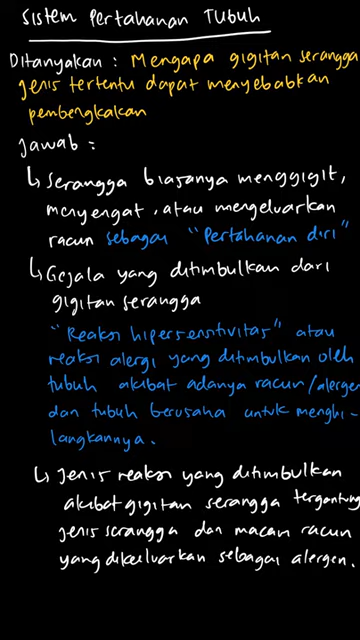 Sistem Pertahanan Tubuh
Ditanyakan : Mengapa gigitan serangga
jenis tertentu dapat menyebabkan
pembengkakan
Jawab :
↳ Serangga biasanya menggigit,
menyengat, atau mengeluarkan
racun sebagai "Pertahanan diri"
↳ Gejala yang ditimbulkan dari
gigitan serangga
"Reaksi hipersensitivitas" atau
reaksi alergi yang ditimbulkan oleh
tubuh akibat adanya racun/alergen
dan tubuh berusaha untuk menghi-
langkannya.
↳ Jenis reaksi yang ditimbulkan
akibat gigitan serangga tergantung
jenis serangga dan macam racun
yang dikeluarkan sebagai alergen.